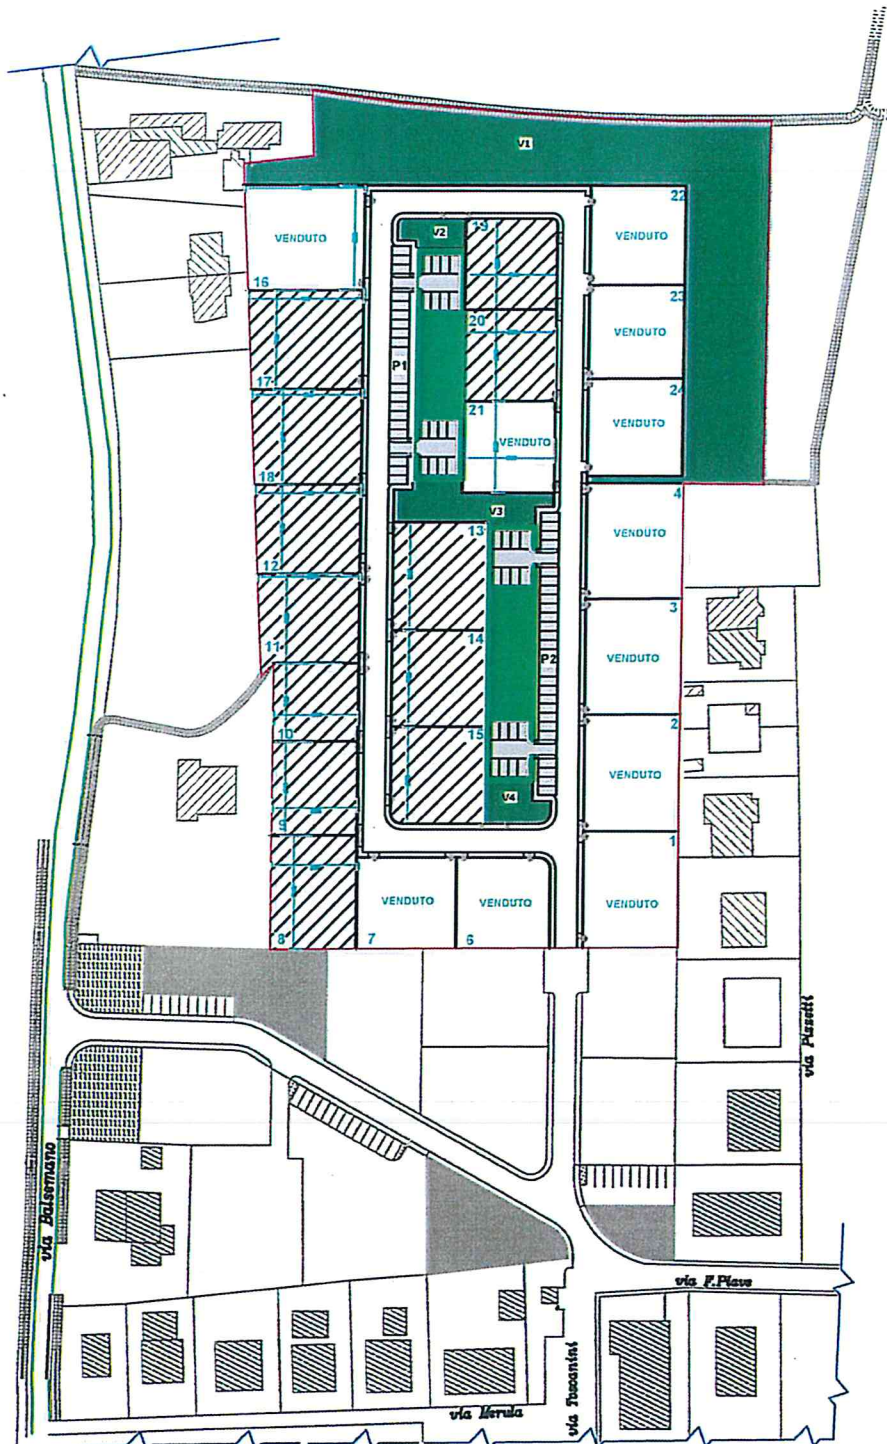 V1
22
V2
19
VENDUTO
VENDUTO
16
23
20
VENDUTO
P1
17
24
21
VENDUTO
VENDUTO
18
4
V3
13
VENDUTO
12
3
14
11
P2
VENDUTO
2
10
15
VENDUTO
V4
9
1
VENDUTO
VENDUTO
VENDUTO
8
7
6
via Pizzetti
via Balsemano
via F.Piave
via Toscanini
via Merula